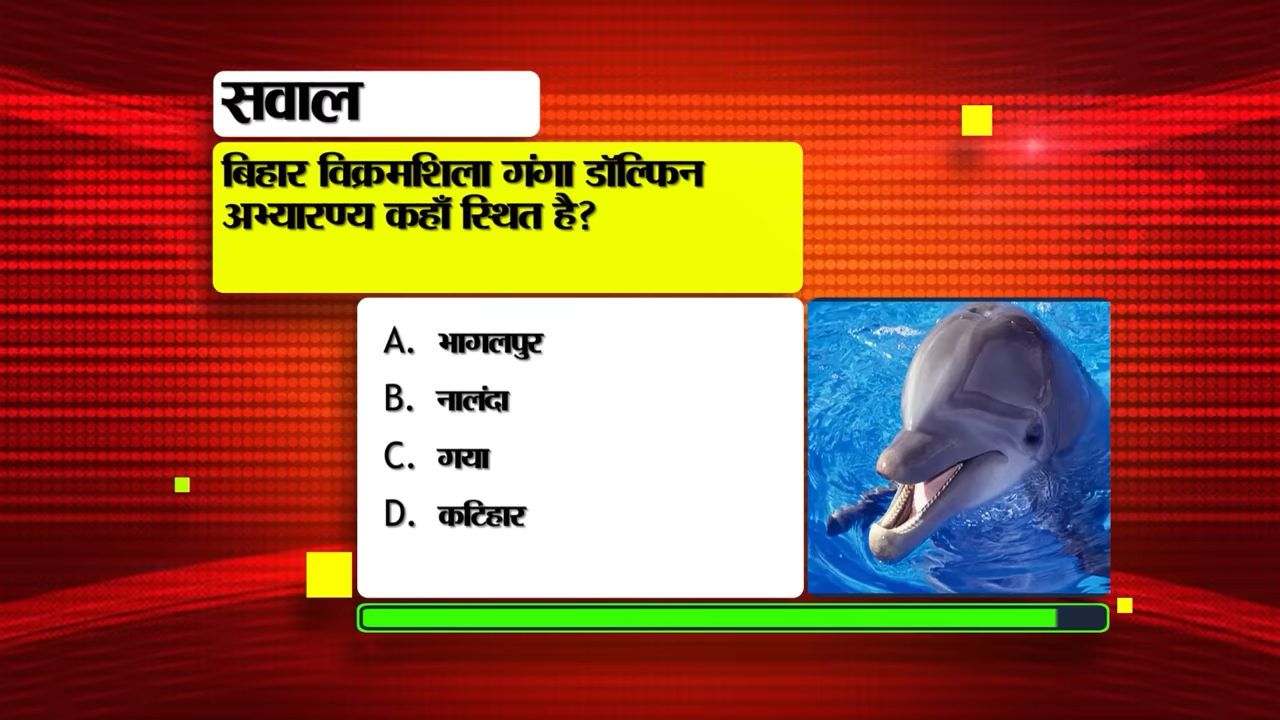 सवाल
बिहार विक्रमशिला गंगा डॉल्फिन
अभ्यारण्य कहाँ स्थित है?
A. भागलपुर
B. नालंदा
C. गया
D. कटिहार